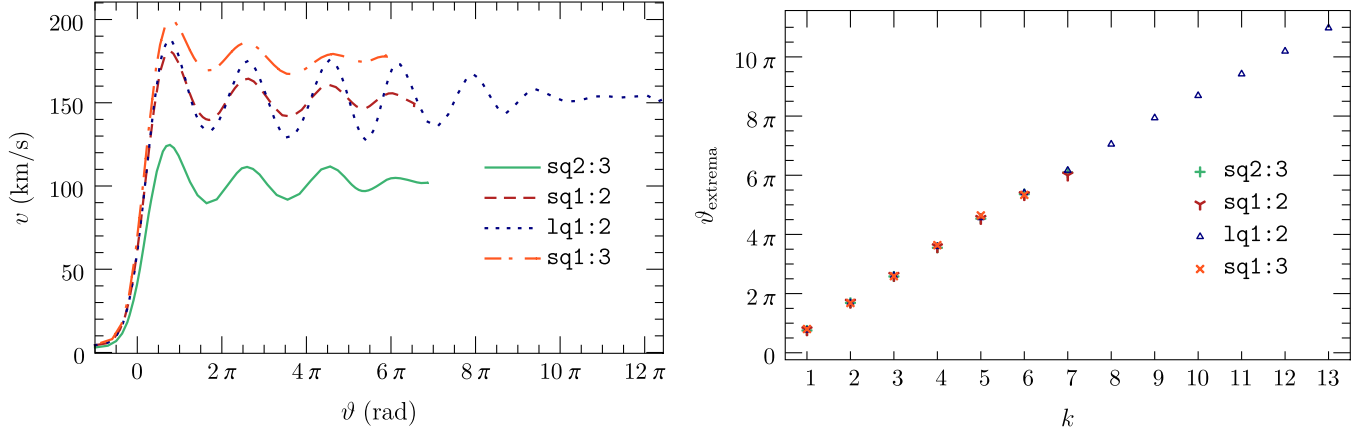 200
150
100
50
0
v (km/s)
0 2 π 4 π 6 π 8 π 10 π 12 π
ϑ (rad)
sq2:3
sq1:2
lq1:2
sq1:3
10 π
8 π
6 π
4 π
2 π
0
ϑextrema
1 2 3 4 5 6 7 8 9 10 11 12 13
k
sq2:3
sq1:2
lq1:2
sq1:3